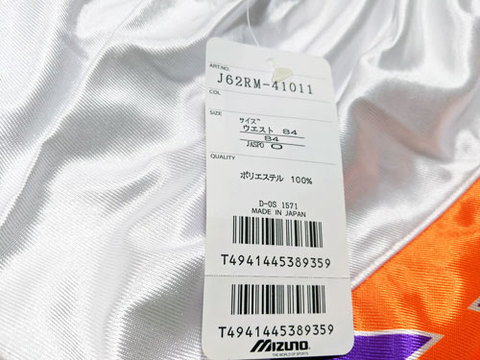 ART.NO.
J62RM-41011
COL
SIZE
サイズ
ウエスト 84
84
JASPO O
QUALITY
ポリエステル 100%
D-OS 1571
MADE IN JAPAN
T4941445389359
T4941445389359
MIZUNO
THE WORLD OF SPORTS